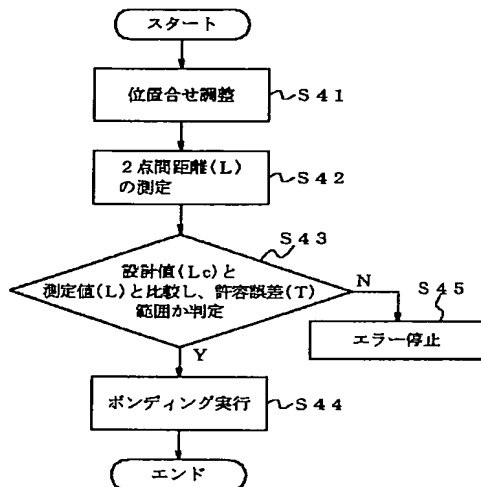 スタート
位置合せ調整
S41
2点間距離(L)
の測定
S42
S43
設計値(Lc)と
測定値(L)と比較し、許容誤差(T)
範囲か判定
N
S45
エラー停止
Y
ボンディング実行
S44
エンド